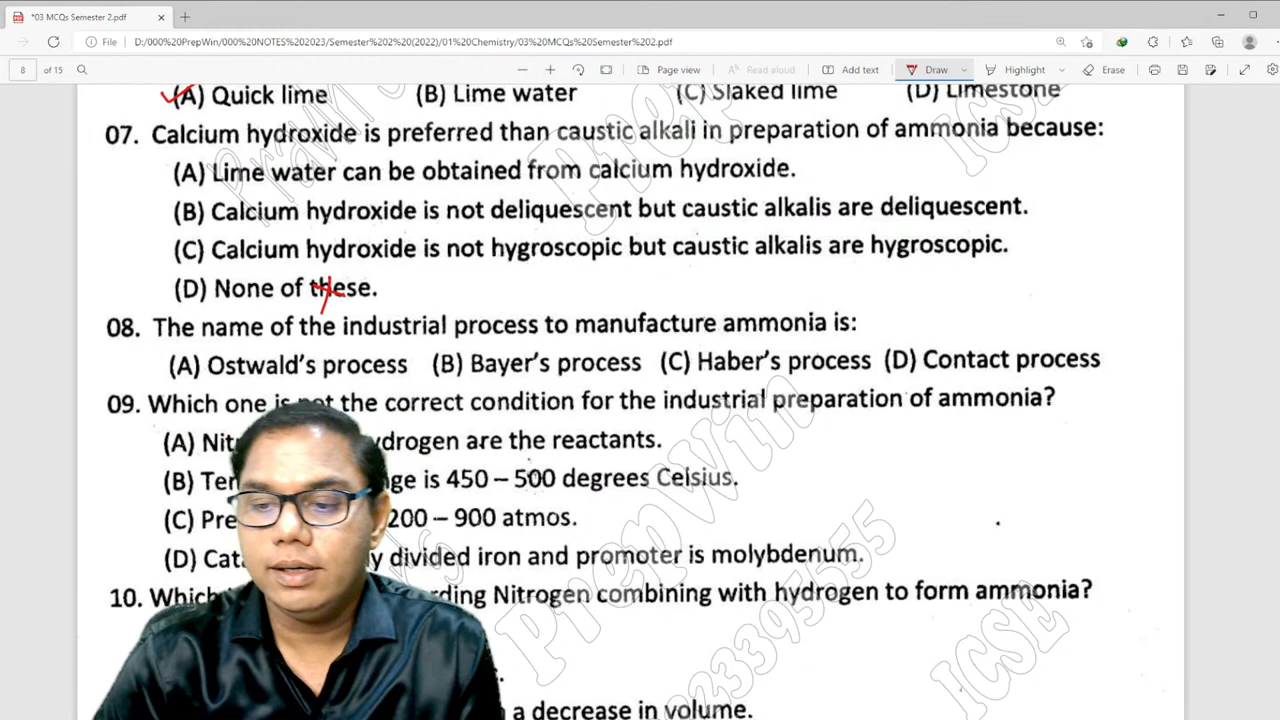 *03 MCQs Semester 2.pdf
File D:/000%20PrepWin/000%20NOTES%202023/Semester%202%20(2022)/01%20Chemistry/03%20MCQs%20Semester%202.pdf
8 of 15 Page view Read aloud Add text Draw Highlight Erase
(A) Quick lime (B) Lime water (C) Slaked lime (D) Limestone
07. Calcium hydroxide is preferred than caustic alkali in preparation of ammonia because:
(A) Lime water can be obtained from calcium hydroxide.
(B) Calcium hydroxide is not deliquescent but caustic alkalis are deliquescent.
(C) Calcium hydroxide is not hygroscopic but caustic alkalis are hygroscopic.
(D) None of these.
08. The name of the industrial process to manufacture ammonia is:
(A) Ostwald's process (B) Bayer's process (C) Haber's process (D) Contact process
09. Which one is not the correct condition for the industrial preparation of ammonia?
(A) Nit drogen are the reactants.
(B) Ter ge is 450 – 500 degrees Celsius.
(C) Pre 200 – 900 atmos.
(D) Cat y divided iron and promoter is molybdenum.
10. Which rding Nitrogen combining with hydrogen to form ammonia?
a decrease in volume.
PrepWin
ICSE